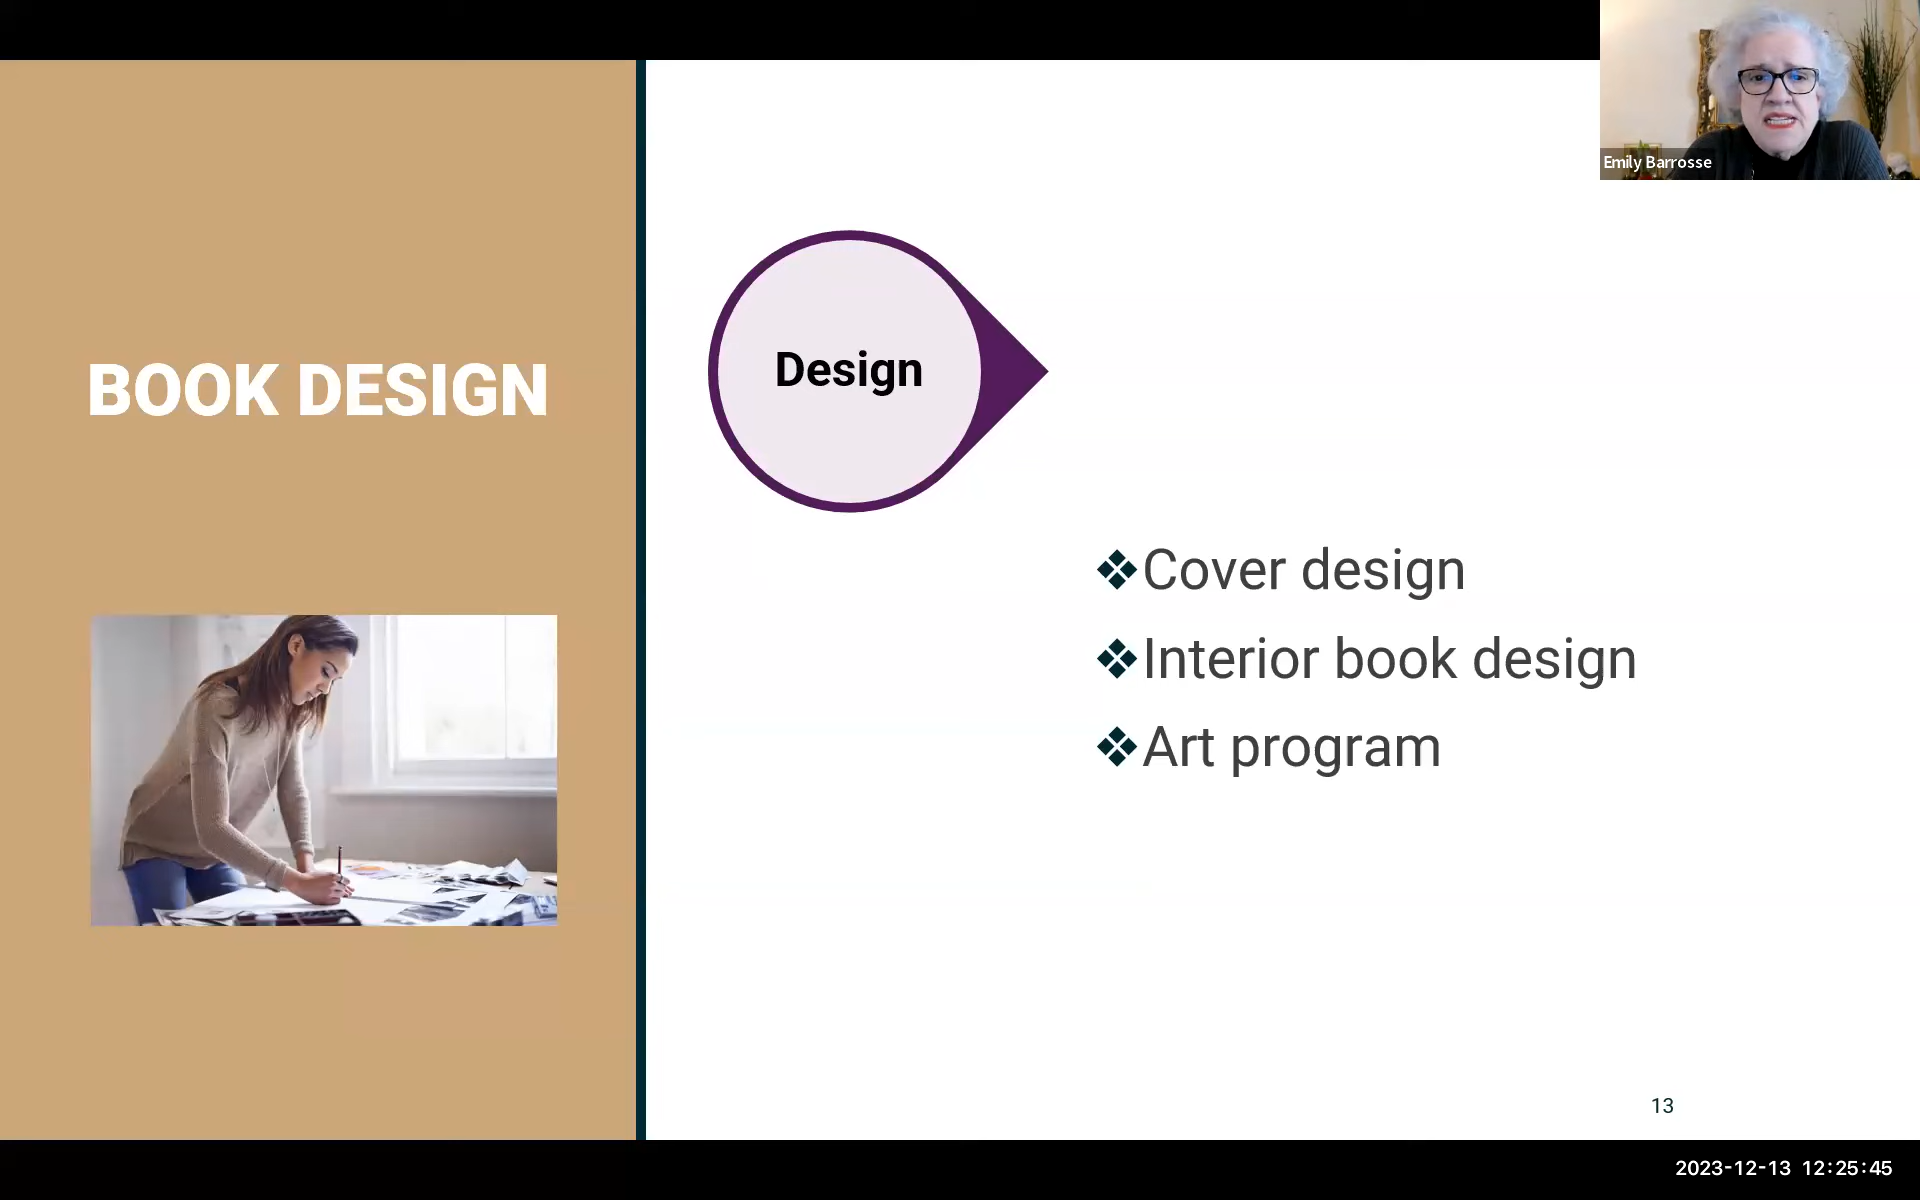 Emily Barrosse
BOOK DESIGN
Design
Cover design
Interior book design
Art program
13
2023-12-13 12:25:45